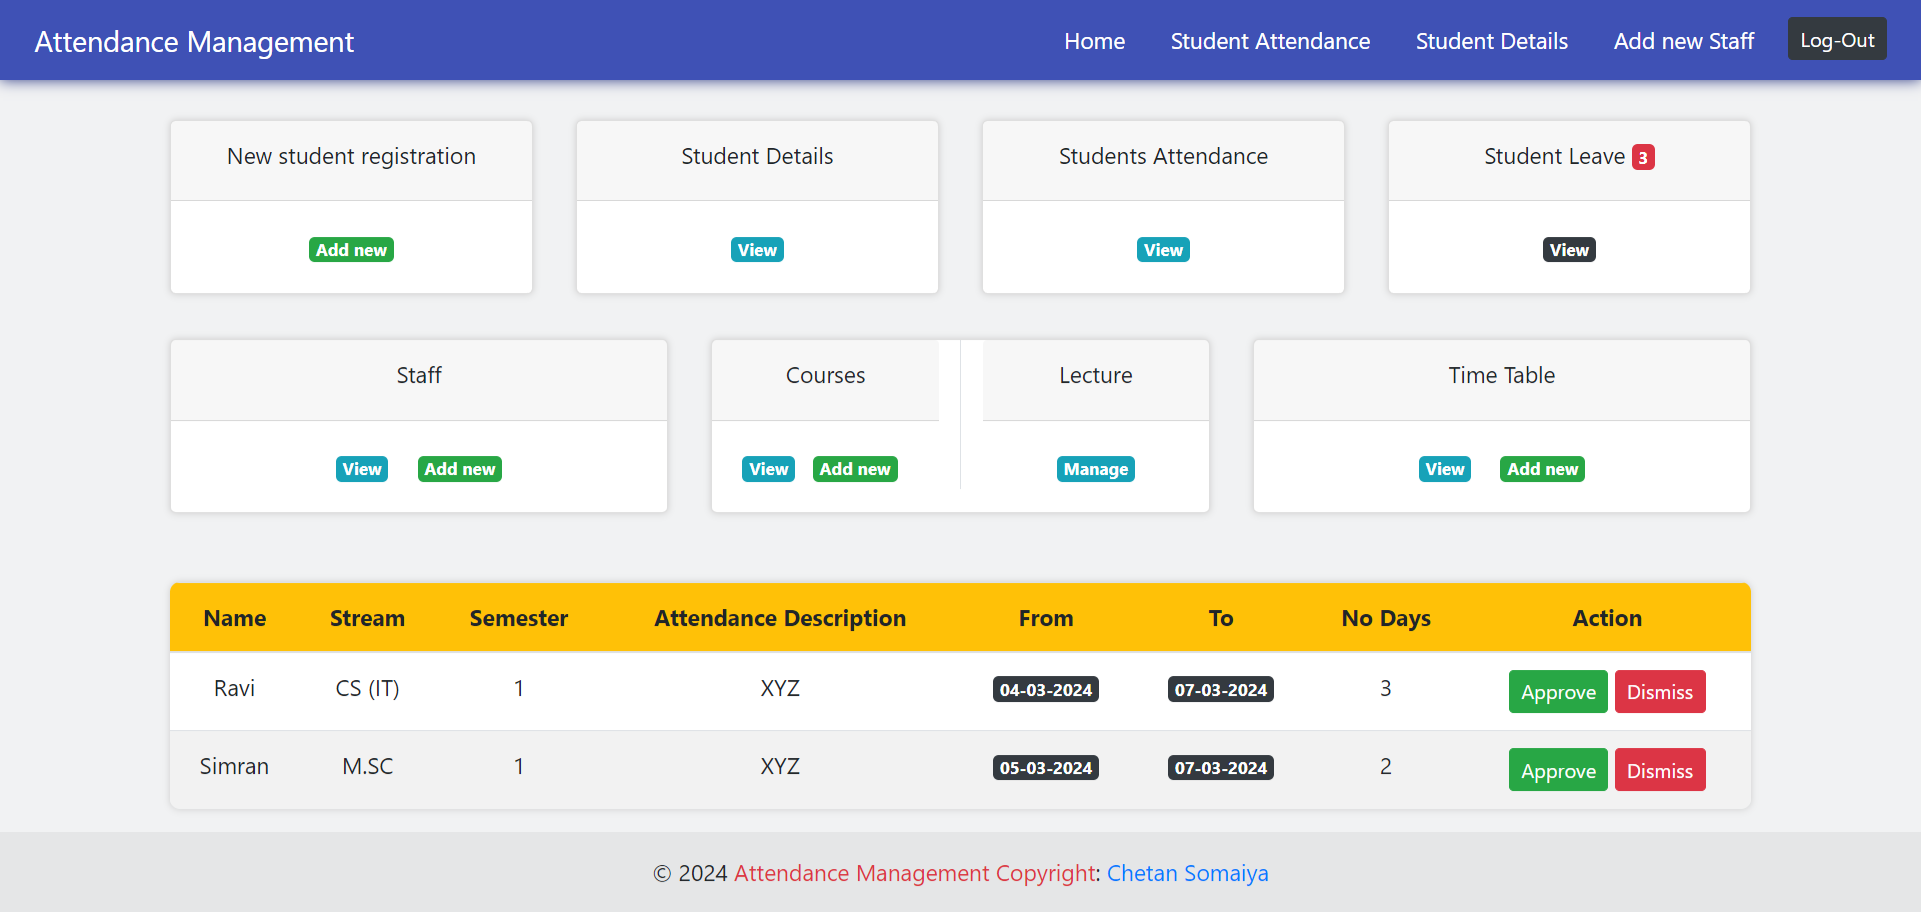 Attendance Management Home Student Attendance Student Details Add new Staff Log-Out
New student registration Student Details Students Attendance Student Leave 3
Add new View View View
Staff Courses Lecture Time Table
View Add new View Add new Manage View Add new
Name Stream Semester Attendance Description From To No Days Action
Ravi CS (IT) 1 XYZ 04-03-2024 07-03-2024 3 Approve Dismiss
Simran M.SC 1 XYZ 05-03-2024 07-03-2024 2 Approve Dismiss
© 2024 Attendance Management Copyright: Chetan Somaiya